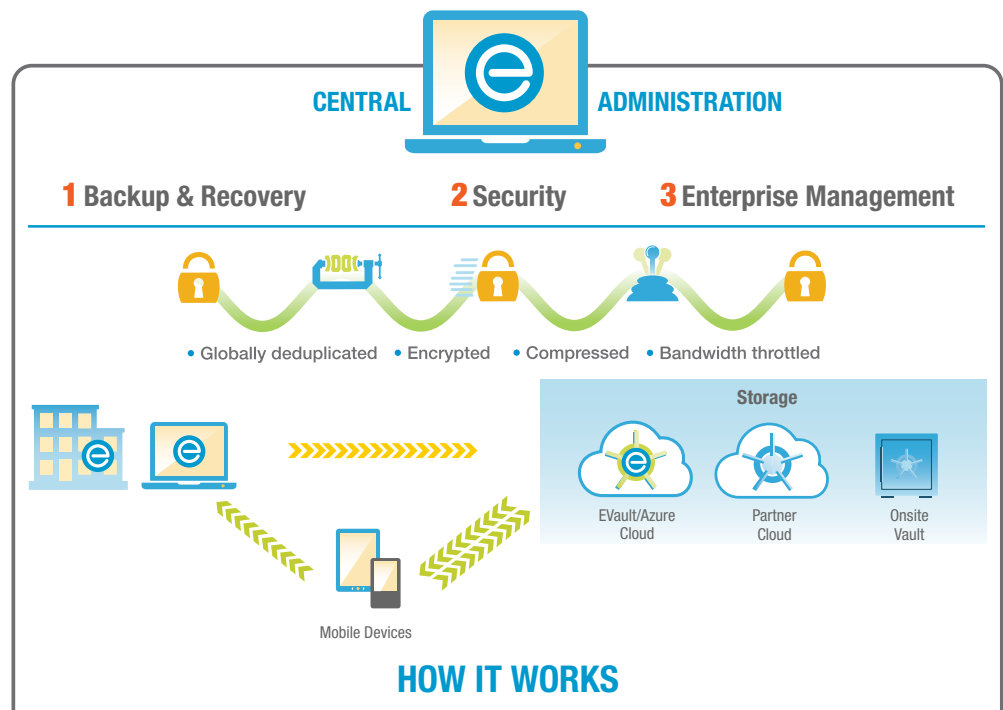 CENTRAL ADMINISTRATION
1 Backup & Recovery 2 Security 3 Enterprise Management
• Globally deduplicated • Encrypted • Compressed • Bandwidth throttled
Storage
EVault/Azure Cloud
Partner Cloud
Onsite Vault
Mobile Devices
HOW IT WORKS